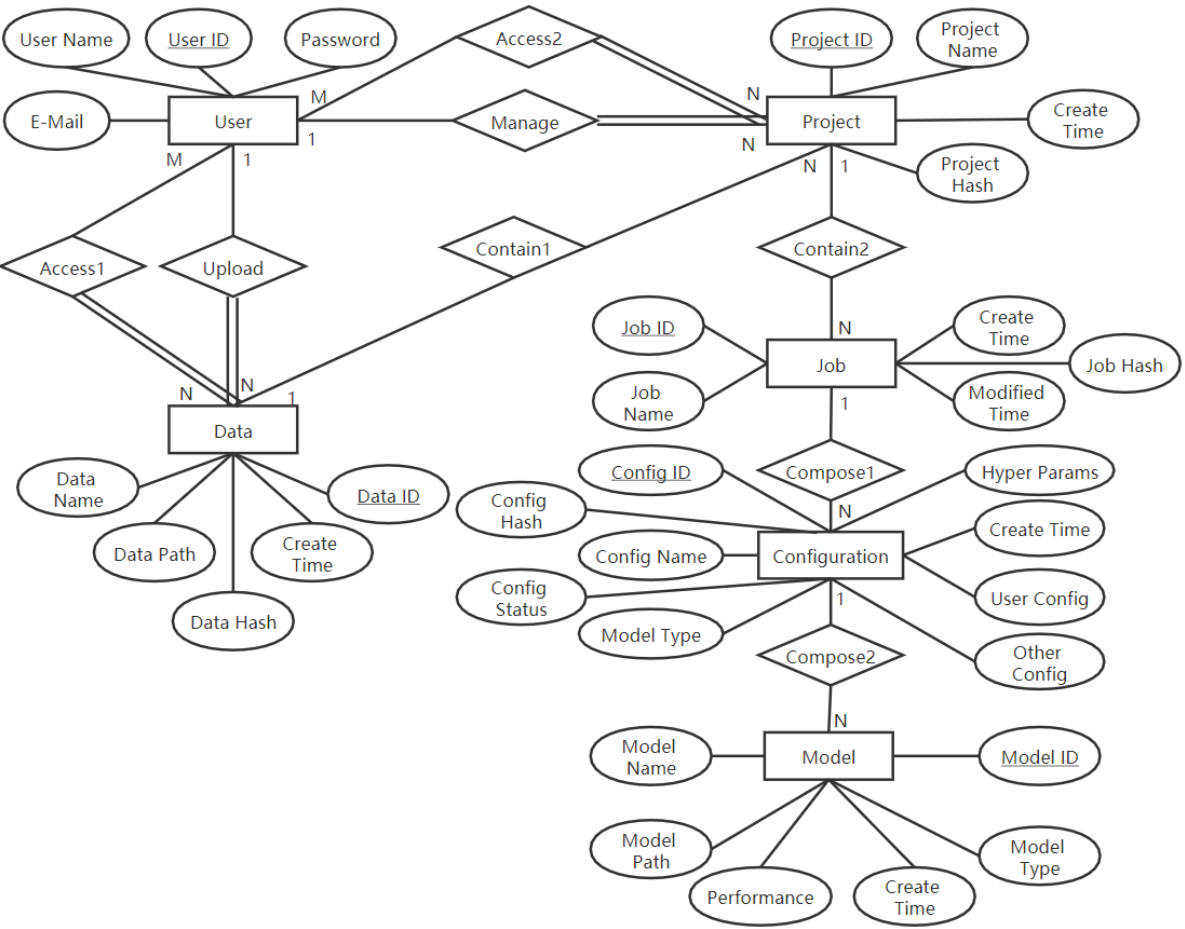 User Name
User ID
Password
Access2
Project ID
Project
Name
E-Mail
User
M
1
Manage
N
N
Project
Create
Time
M
1
N
1
Project
Hash
Access1
Upload
Contain1
Contain2
N
Job ID
Job
Name
Job
Create
Time
Job Hash
Modified
Time
N
N
1
Data
1
Data
Name
Data ID
Data Path
Create
Time
Data Hash
Compose1
N
Config ID
Hyper Params
Config
Hash
Config Name
Configuration
Create Time
Config
Status
User Config
Model Type
1
Compose2
Other
Config
N
Model
Name
Model
Model ID
Model
Path
Performance
Create
Time
Model
Type